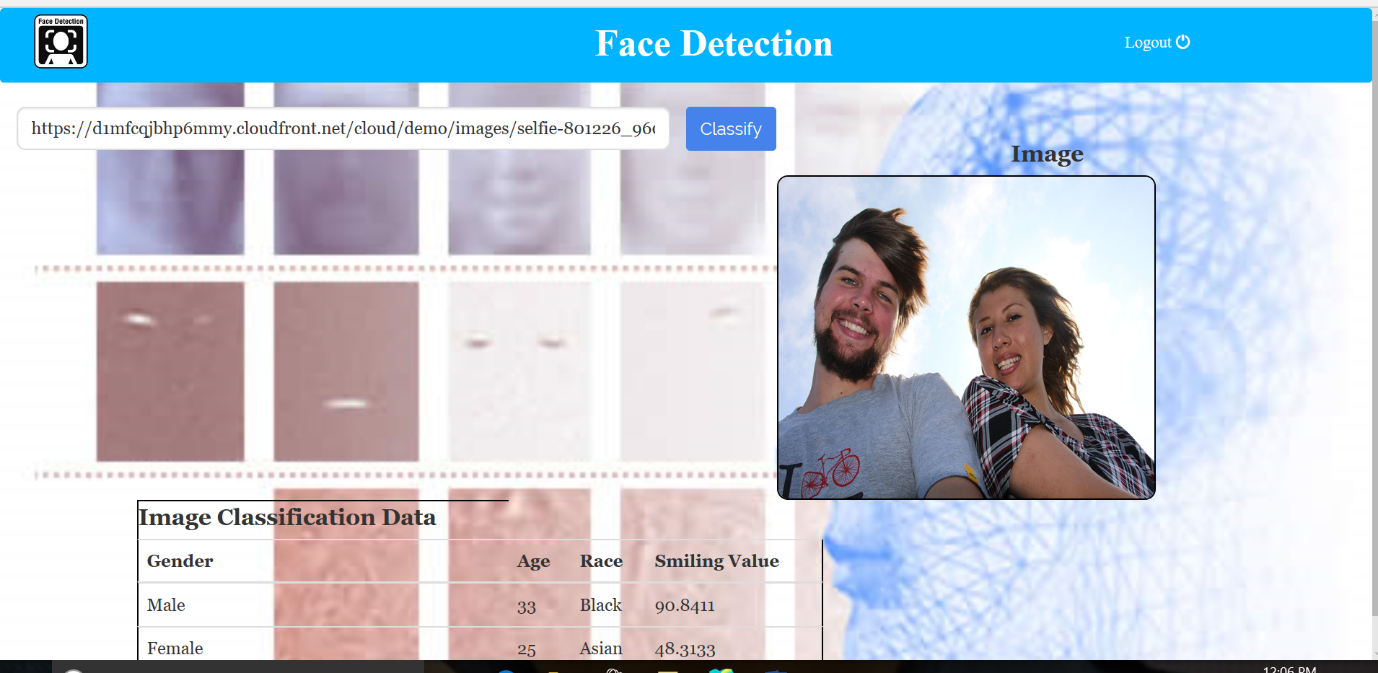 Face Detection
Face Detection
Logout
https://d1mfcqjbhp6mmy.cloudfront.net/cloud/demo/images/selfie-801226_96
Classify
Image
I
Image Classification Data
Gender Age Race Smiling Value
Male 33 Black 90.8411
Female 25 Asian 48.3133
12:06 PM